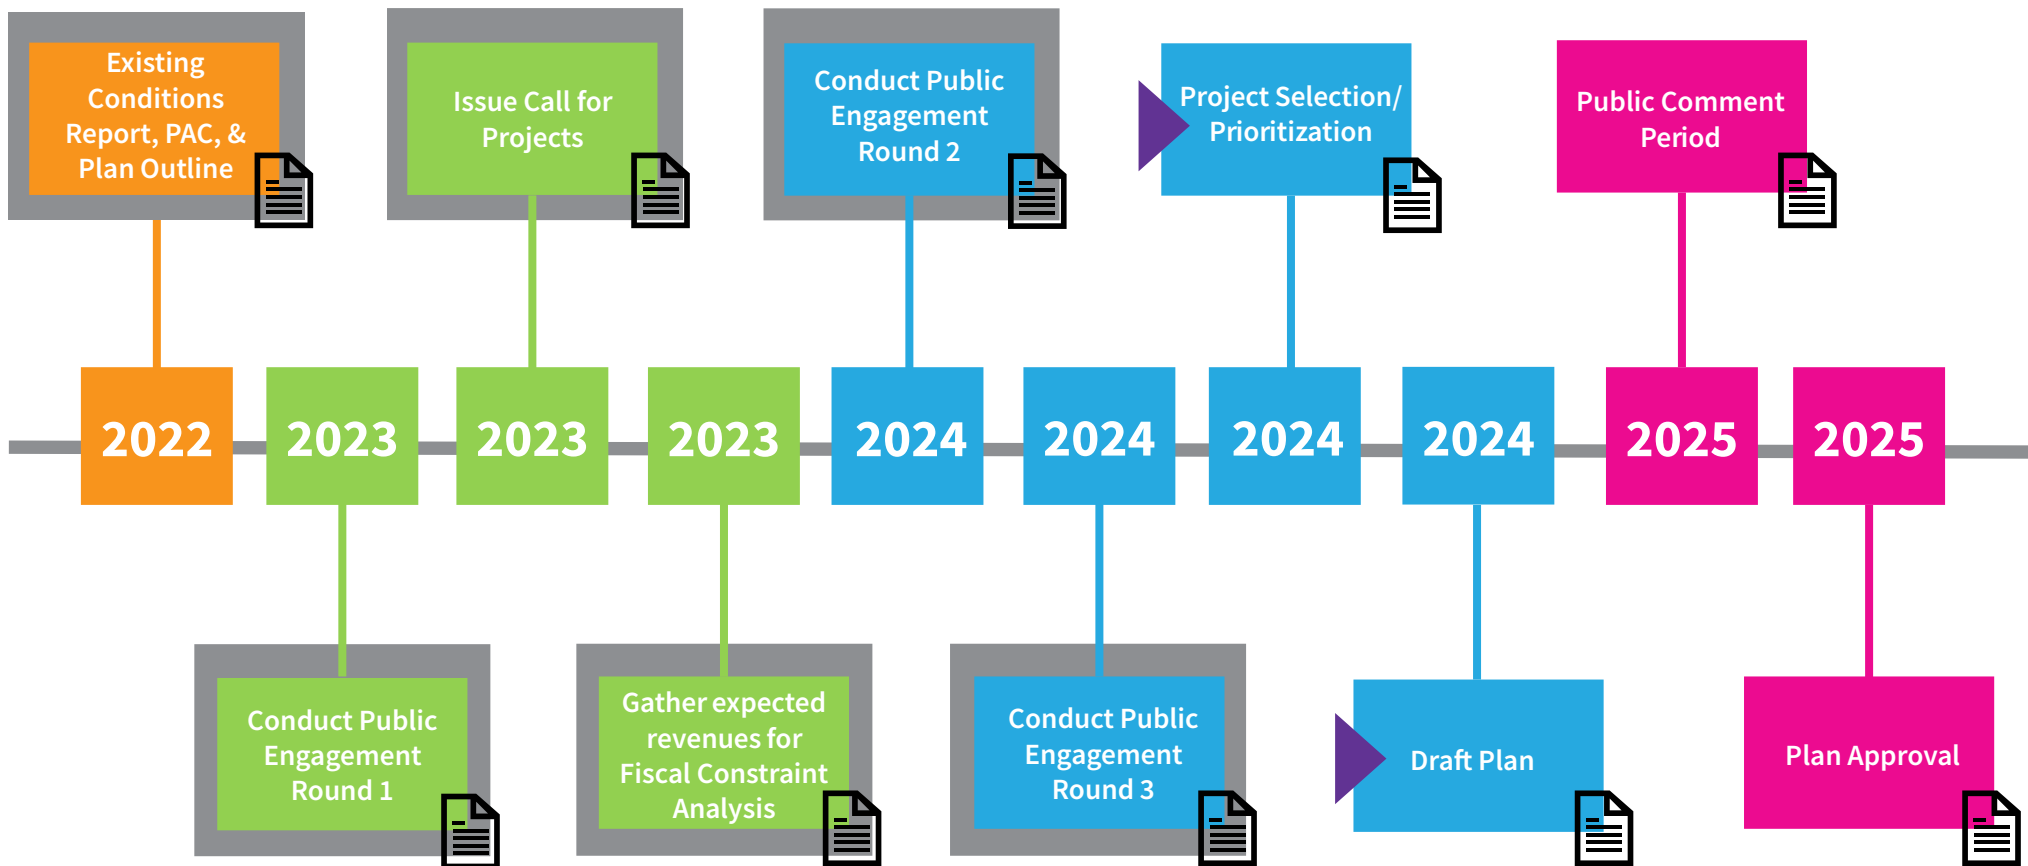 Existing
Conditions
Report, PAC, &
Plan Outline
Issue Call for
Projects
Conduct Public
Engagement
Round 2
Project Selection/
Prioritization
Public Comment
Period
2022
2023
2023
2023
2024
2024
2024
2024
2025
2025
Conduct Public
Engagement
Round 1
Gather expected
revenues for
Fiscal Constraint
Analysis
Conduct Public
Engagement
Round 3
Draft Plan
Plan Approval